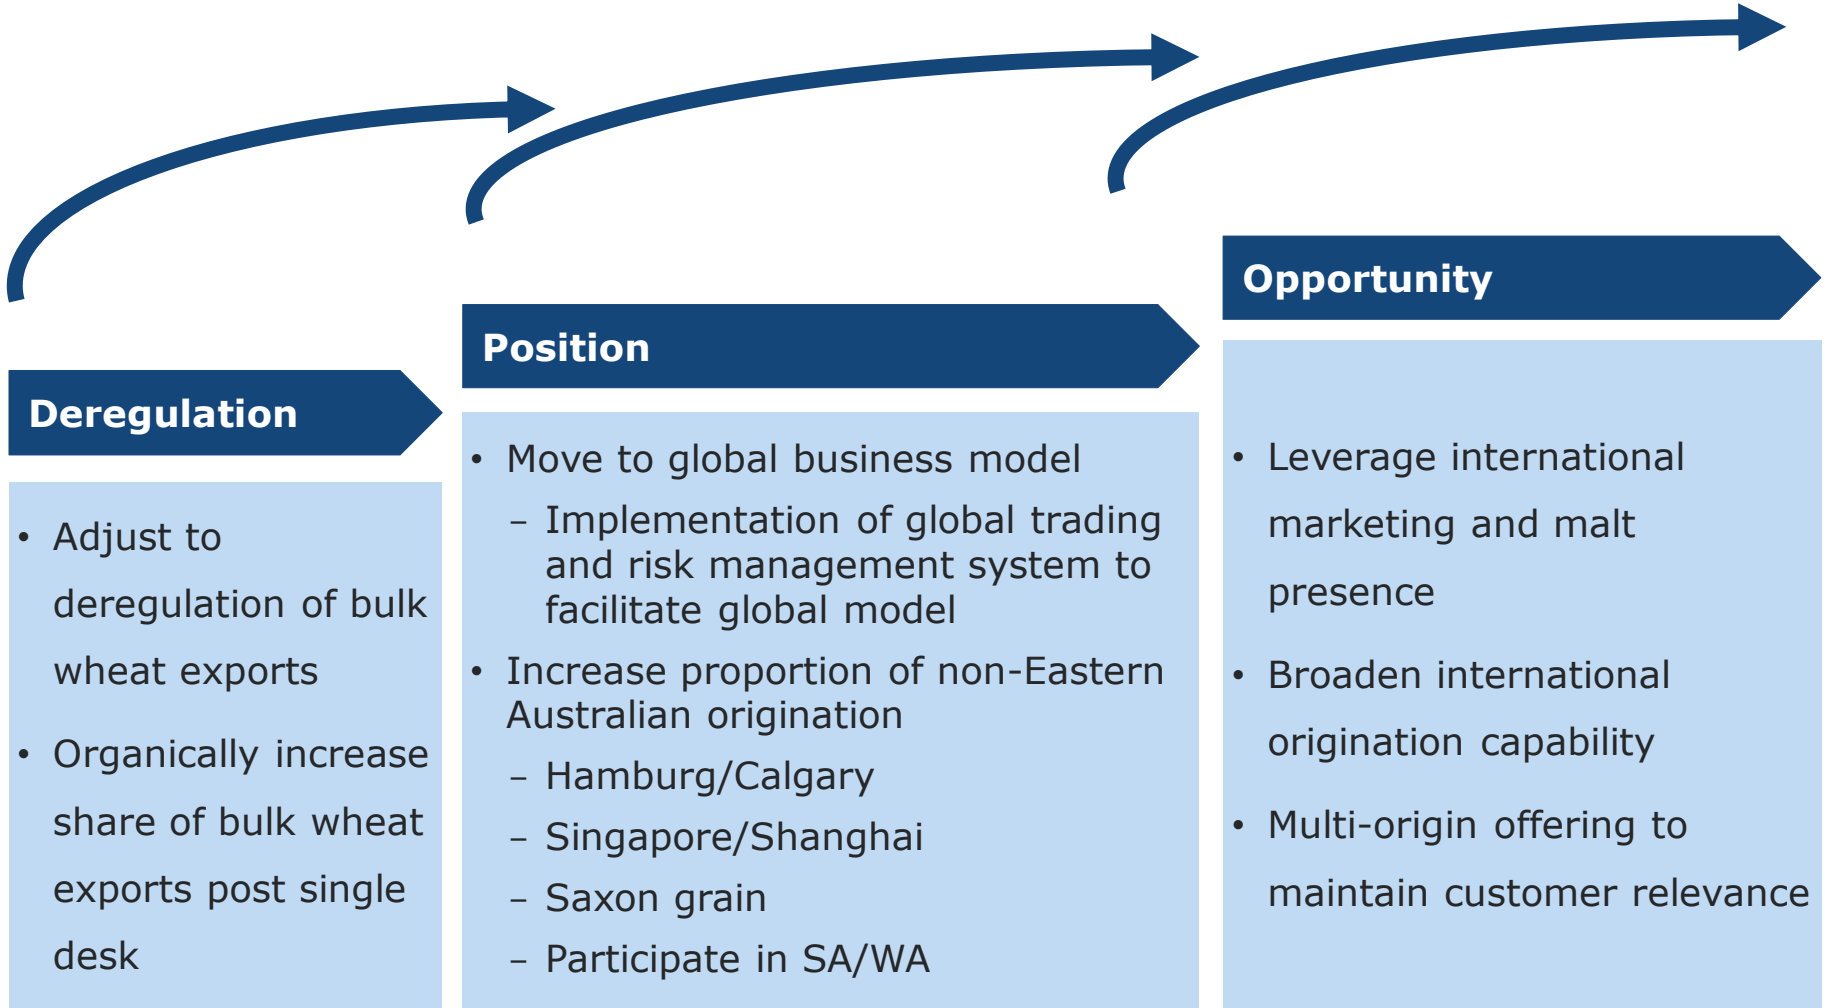 Deregulation
• Adjust to
deregulation of bulk
wheat exports
• Organically increase
share of bulk wheat
exports post single
desk
Position
• Move to global business model
– Implementation of global trading
and risk management system to
facilitate global model
• Increase proportion of non-Eastern
Australian origination
– Hamburg/Calgary
– Singapore/Shanghai
– Saxon grain
– Participate in SA/WA
Opportunity
• Leverage international
marketing and malt
presence
• Broaden international
origination capability
• Multi-origin offering to
maintain customer relevance